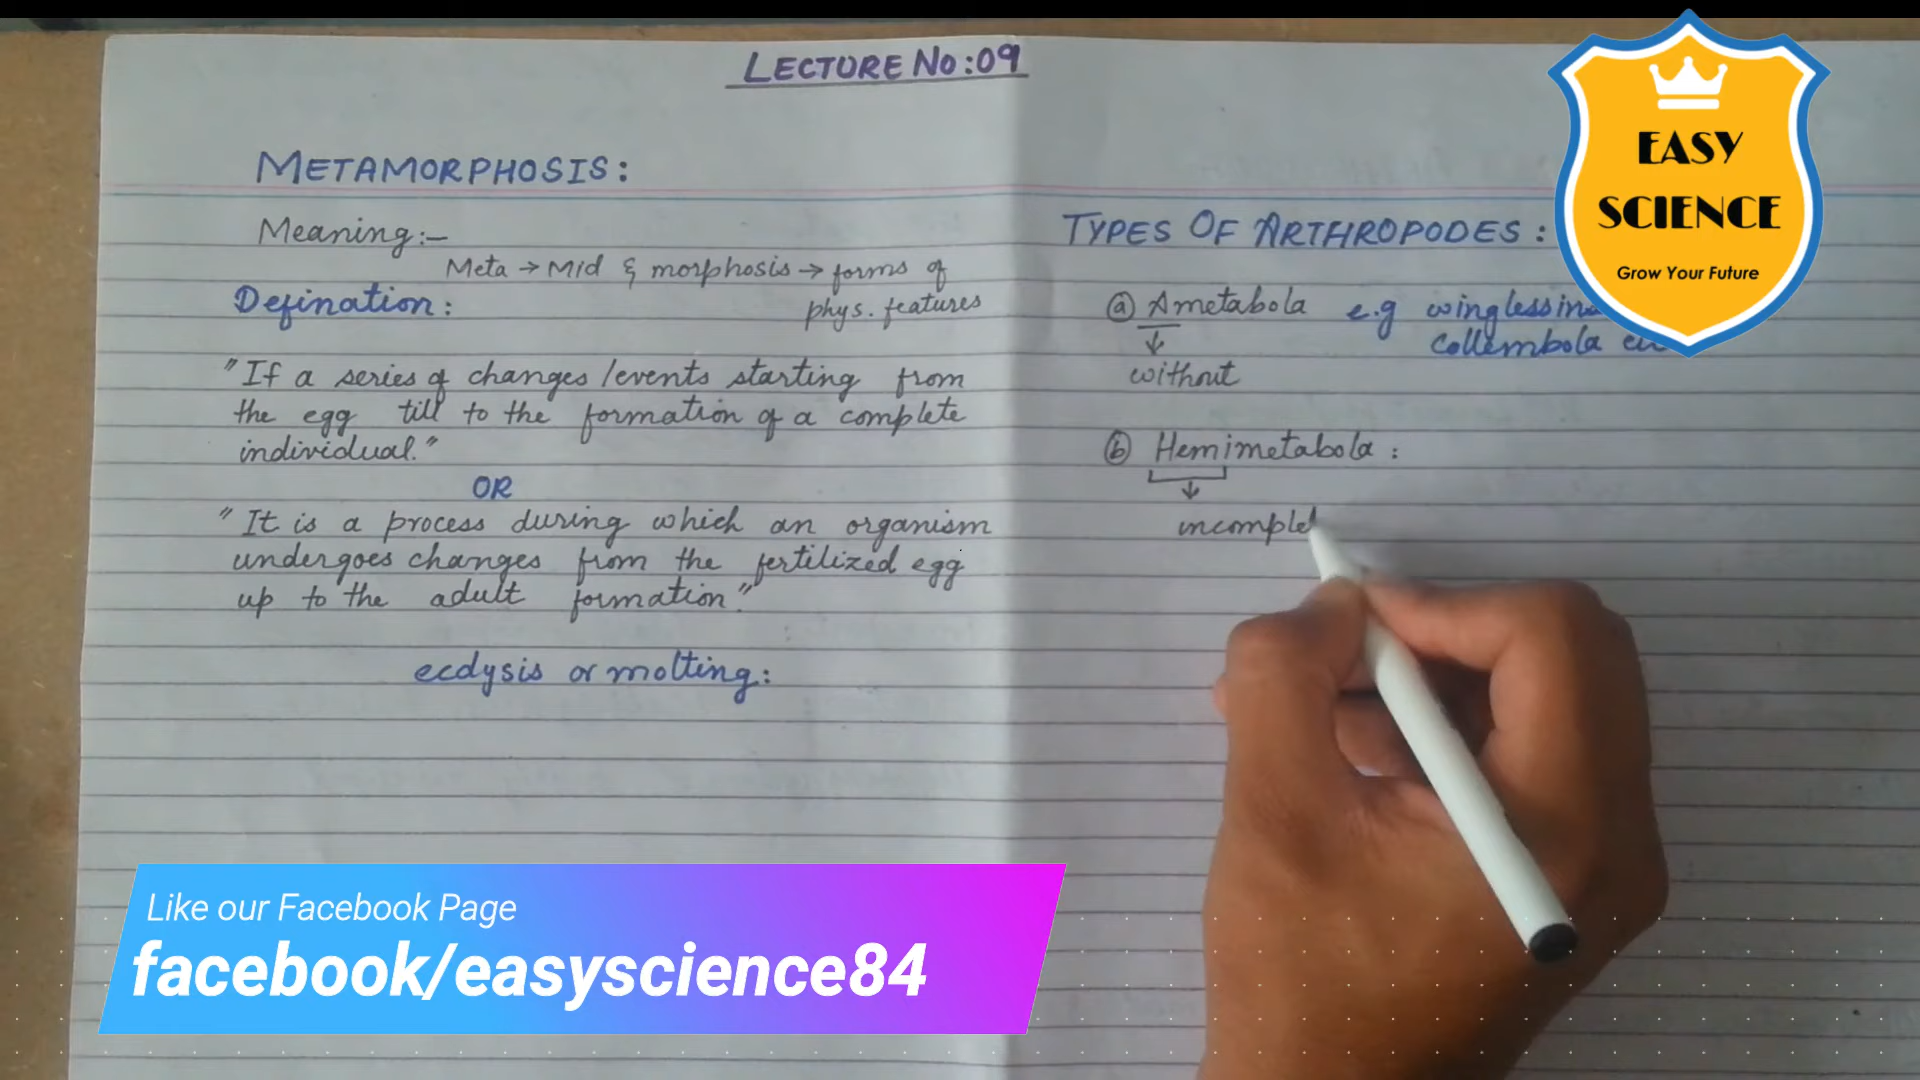 LECTURE No:09
METAMORPHOSIS:
Meaning:-
Meta → Mid & morphosis → forms of
phys. features
Defination:
"If a series of changes/events starting from
the egg till to the formation of a complete
individual."
OR
"It is a process during which an organism
undergoes changes from the fertilized egg
up to the adult formation."
ecdysis or molting:
TYPES OF ARTHROPODES:
(a) Ametabola e.g wingless
collembola
without
(b) Hemimetabola:
incomplet
EASY
SCIENCE
Grow Your Future
Like our Facebook Page
facebook/easyscience84